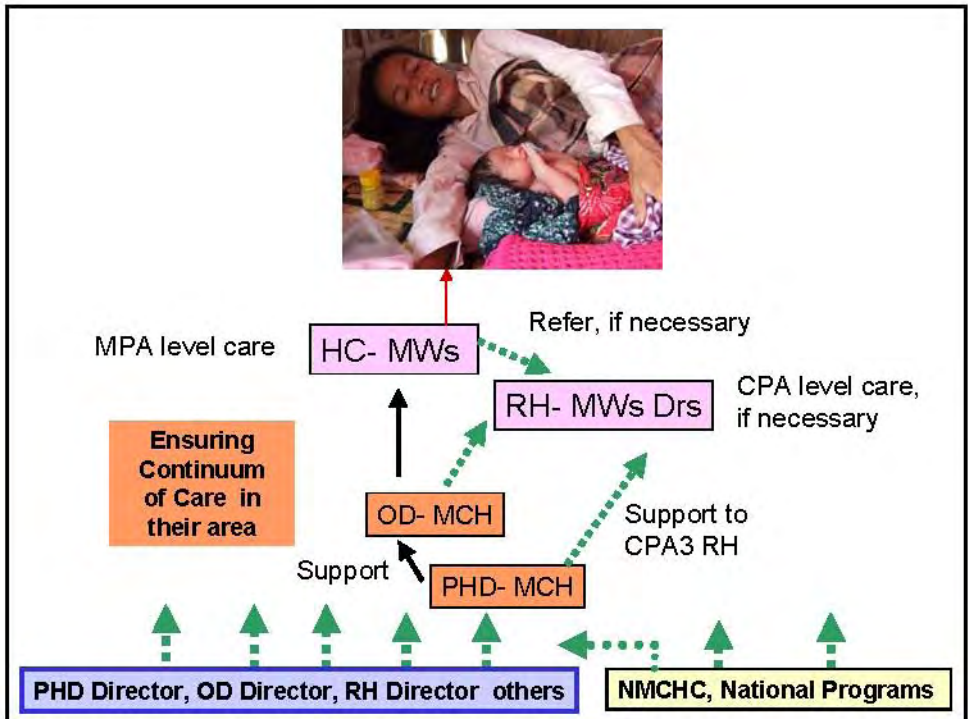 MPA level care
HC- MWs
Refer, if necessary
RH- MWs Drs
CPA level care,
if necessary
Ensuring
Continuum
of Care in
their area
OD- MCH
Support to
CPA3 RH
Support
PHD- MCH
PHD Director, OD Director, RH Director others
NMCHC, National Programs